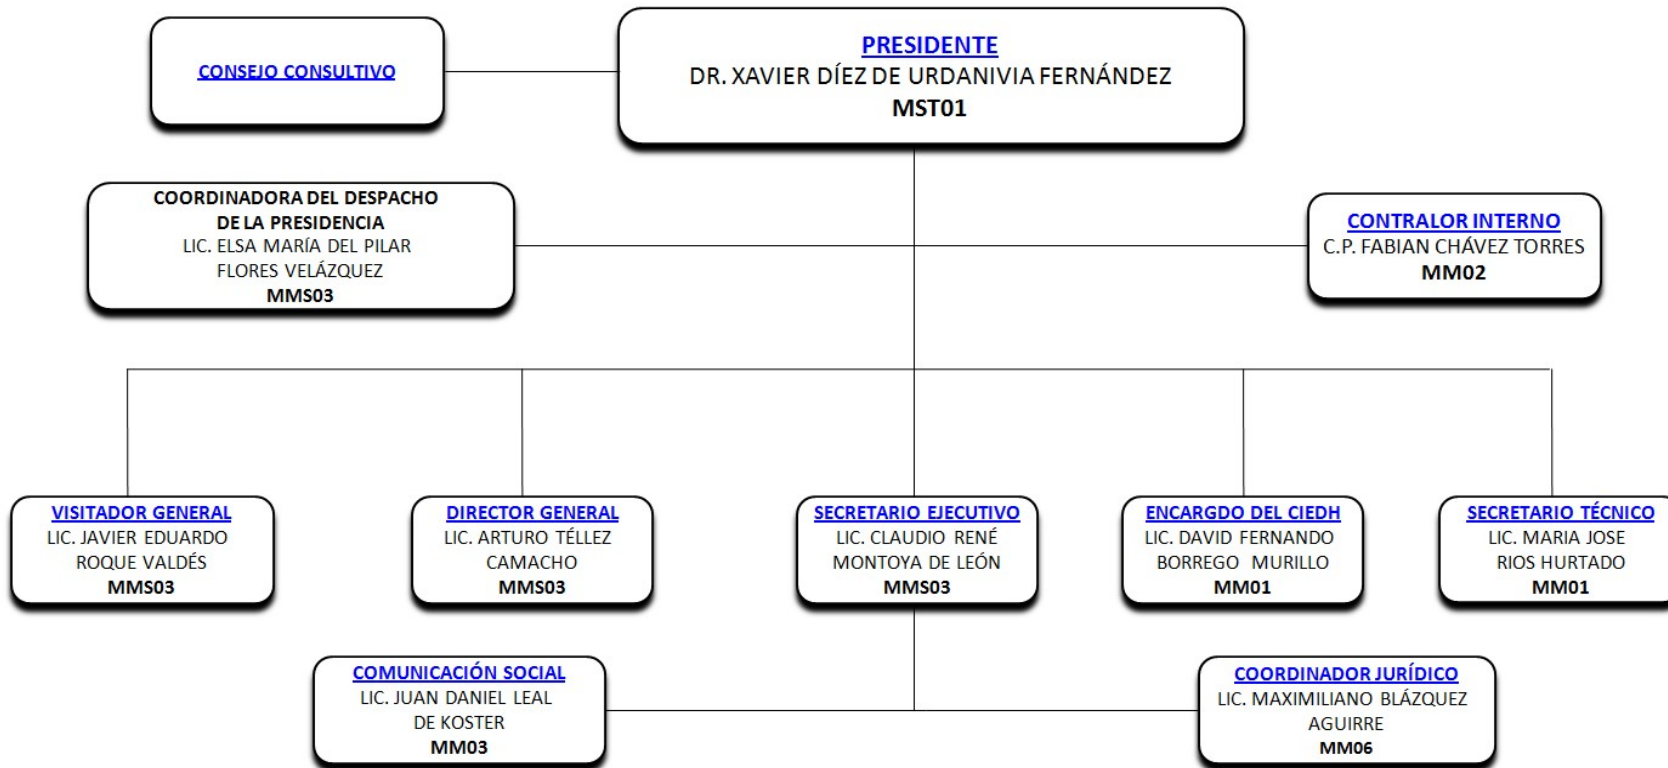 CONSEJO CONSULTIVO
PRESIDENTE
DR. XAVIER DÍEZ DE URDANIVIA FERNÁNDEZ
MST01
COORDINADORA DEL DESPACHO
DE LA PRESIDENCIA
LIC. ELSA MARÍA DEL PILAR
FLORES VELÁZQUEZ
MMS03
CONTRALOR INTERNO
C.P. FABIAN CHÁVEZ TORRES
MM02
VISITADOR GENERAL
LIC. JAVIER EDUARDO
ROQUE VALDÉS
MMS03
DIRECTOR GENERAL
LIC. ARTURO TÉLLEZ
CAMACHO
MMS03
SECRETARIO EJECUTIVO
LIC. CLAUDIO RENÉ
MONTOYA DE LEÓN
MMS03
ENCARGDO DEL CIEDH
LIC. DAVID FERNANDO
BORREGO MURILLO
MM01
SECRETARIO TÉCNICO
LIC. MARIA JOSE
RIOS HURTADO
MM01
COMUNICACIÓN SOCIAL
LIC. JUAN DANIEL LEAL
DE KOSTER
MM03
COORDINADOR JURÍDICO
LIC. MAXIMILIANO BLÁZQUEZ
AGUIRRE
MM06